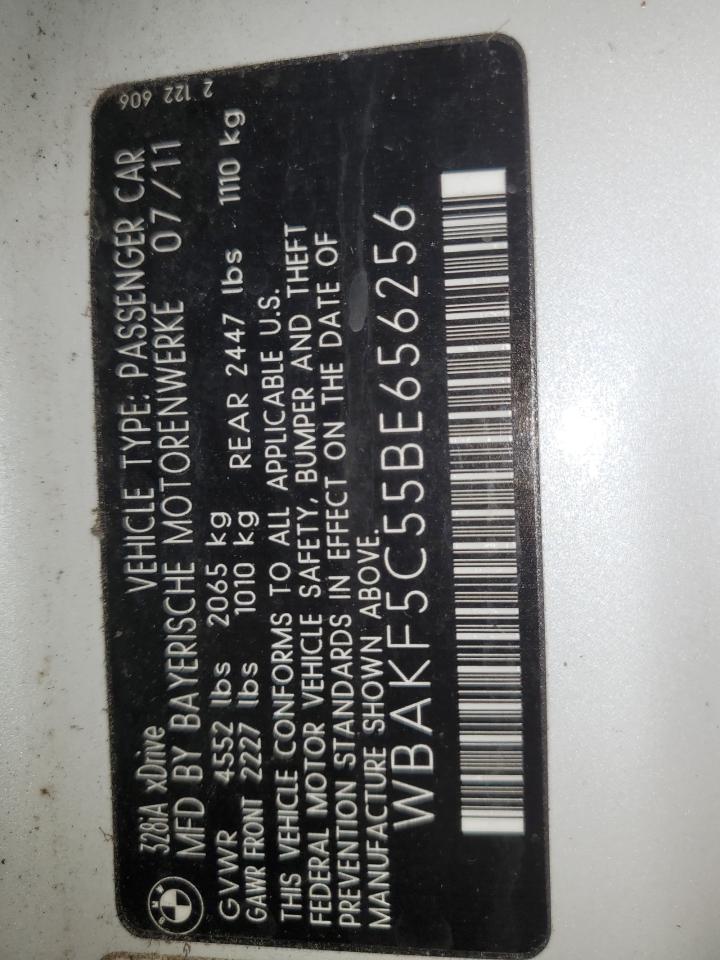 BMW
328iA xDrive VEHICLE TYPE: PASSENGER CAR
2 122 606
MFD BY BAYERISCHE MOTORENWERKE 07/11
GVWR 4552 lbs 2065 kg
GAWR FRONT 2227 lbs 1010 kg REAR 2447 lbs 1110 kg
THIS VEHICLE CONFORMS TO ALL APPLICABLE U.S.
FEDERAL MOTOR VEHICLE SAFETY, BUMPER AND THEFT
PREVENTION STANDARDS IN EFFECT ON THE DATE OF
MANUFACTURE SHOWN ABOVE.
WBAKF5C55BE656256